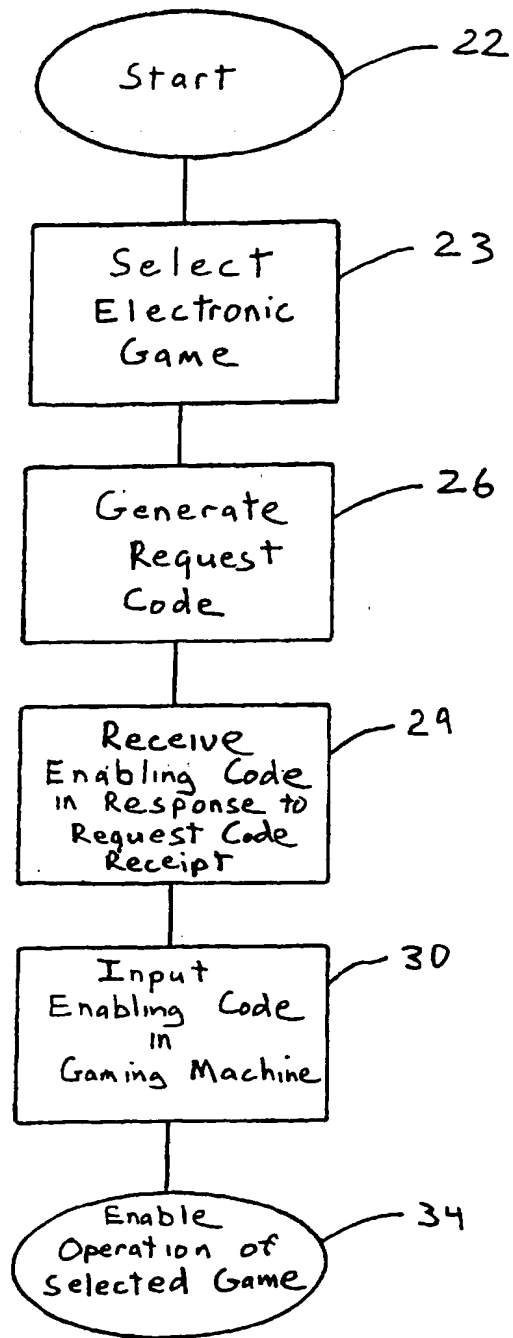 Start
22
Select
Electronic
Game
23
Generate
Request
Code
26
Receive
Enabling Code
in Response to
Request Code
Receipt
29
Input
Enabling Code
in
Gaming Machine
30
Enable
Operation of
Selected Game
34